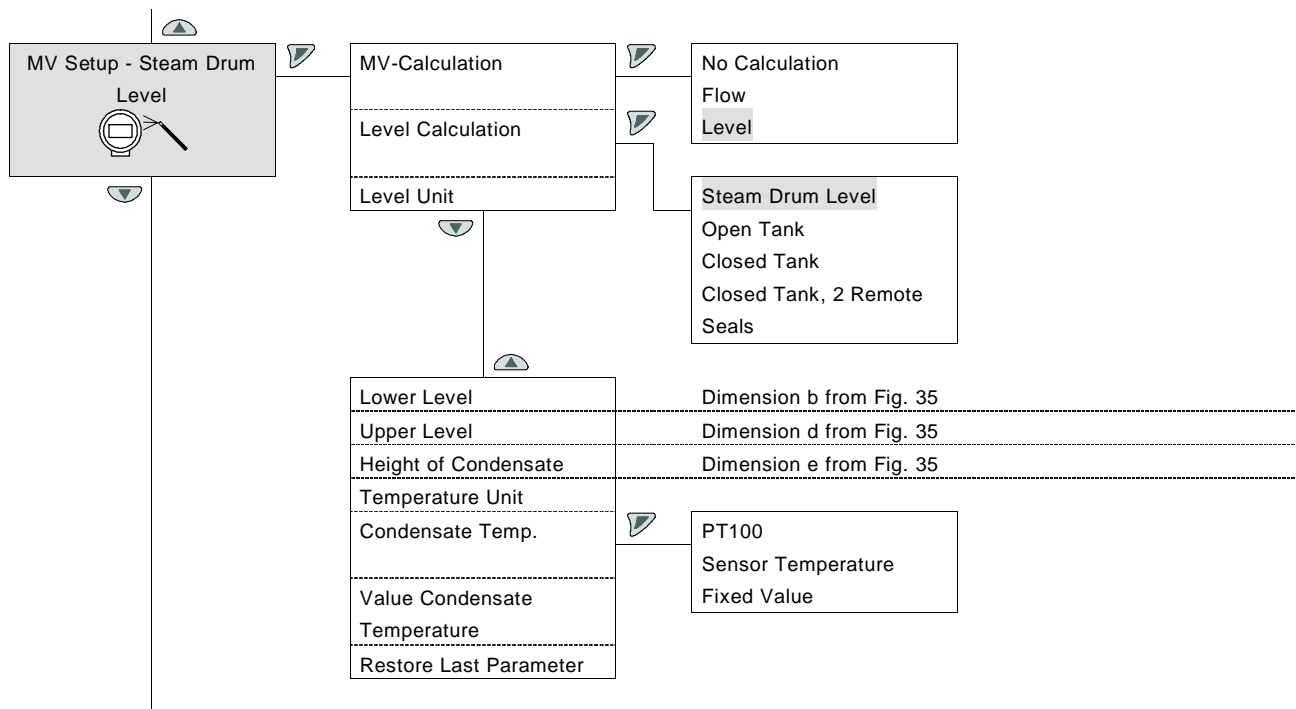 MV Setup - Steam Drum
Level
MV-Calculation
Level Calculation
Level Unit
No Calculation
Flow
Level
Steam Drum Level
Open Tank
Closed Tank
Closed Tank, 2 Remote
Seals
Lower Level
Dimension b from Fig. 35
Upper Level
Dimension d from Fig. 35
Height of Condensate
Dimension e from Fig. 35
Temperature Unit
Condensate Temp.
Value Condensate
Temperature
Restore Last Parameter
PT100
Sensor Temperature
Fixed Value